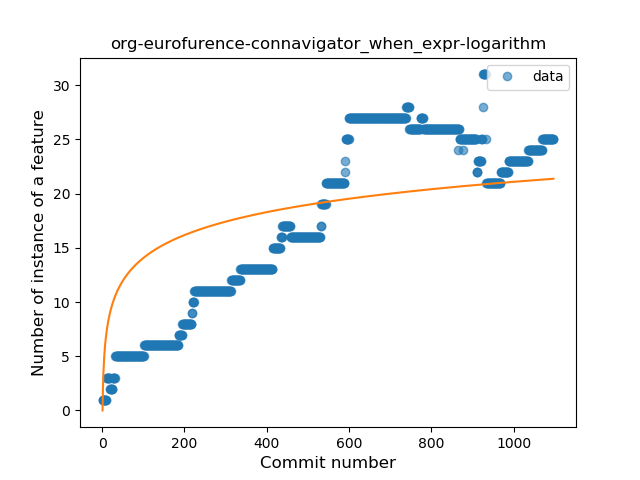 org-eurofurence-connavigator_when_expr-logarithm
data
Number of instance of a feature
30
25
20
15
10
5
0
0 200 400 600 800 1000
Commit number